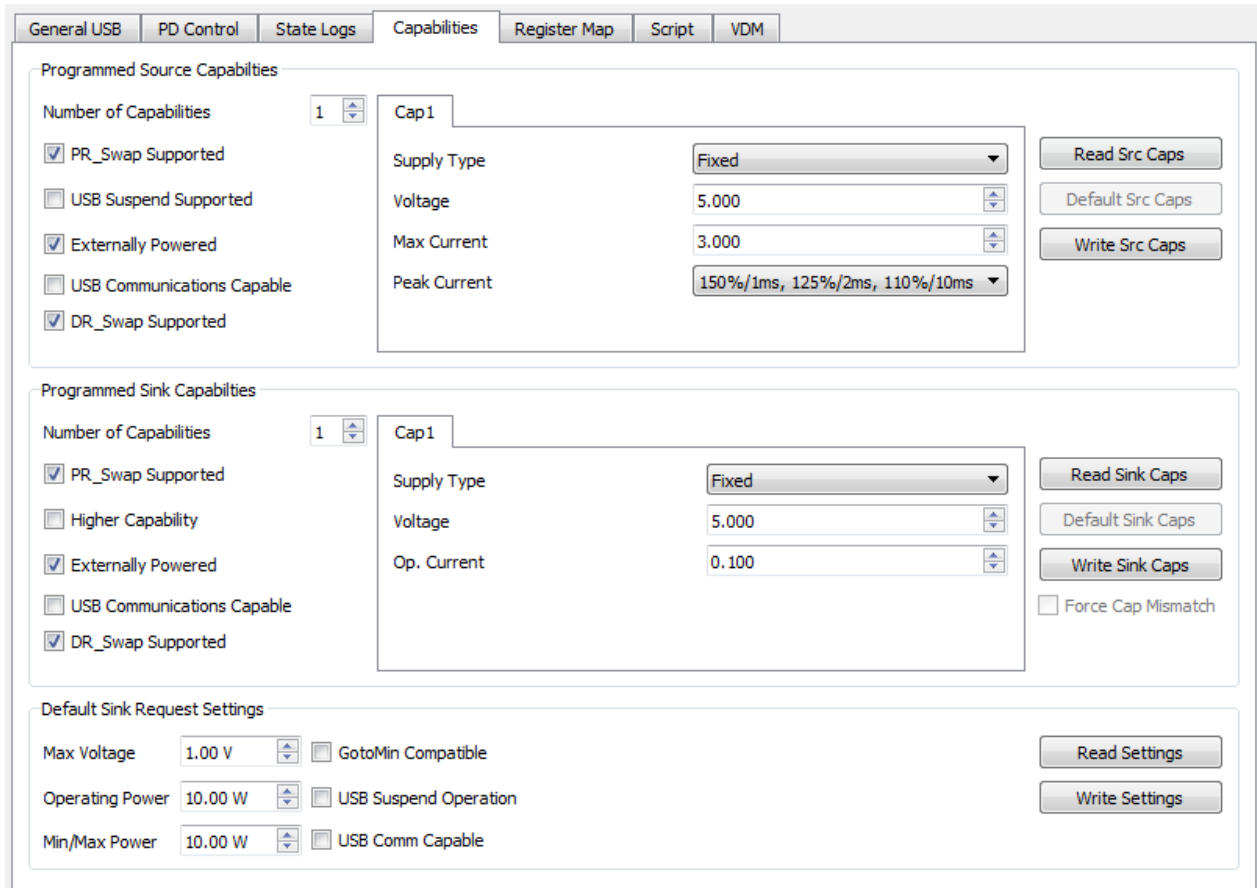 General USB PD Control State Logs Capabilities Register Map Script VDM
Programmed Source Capabilties
Number of Capabilities 1 Cap1
PR_Swap Supported Supply Type Fixed Read Src Caps
USB Suspend Supported Voltage 5.000 Default Src Caps
Externally Powered Max Current 3.000 Write Src Caps
USB Communications Capable Peak Current 150%/1ms, 125%/2ms, 110%/10ms
DR_Swap Supported
Programmed Sink Capabilties
Number of Capabilities 1 Cap1
PR_Swap Supported Supply Type Fixed Read Sink Caps
Higher Capability Voltage 5.000 Default Sink Caps
Externally Powered Op. Current 0.100 Write Sink Caps
USB Communications Capable Force Cap Mismatch
DR_Swap Supported
Default Sink Request Settings
Max Voltage 1.00 V GotoMin Compatible Read Settings
Operating Power 10.00 W USB Suspend Operation Write Settings
Min/Max Power 10.00 W USB Comm Capable